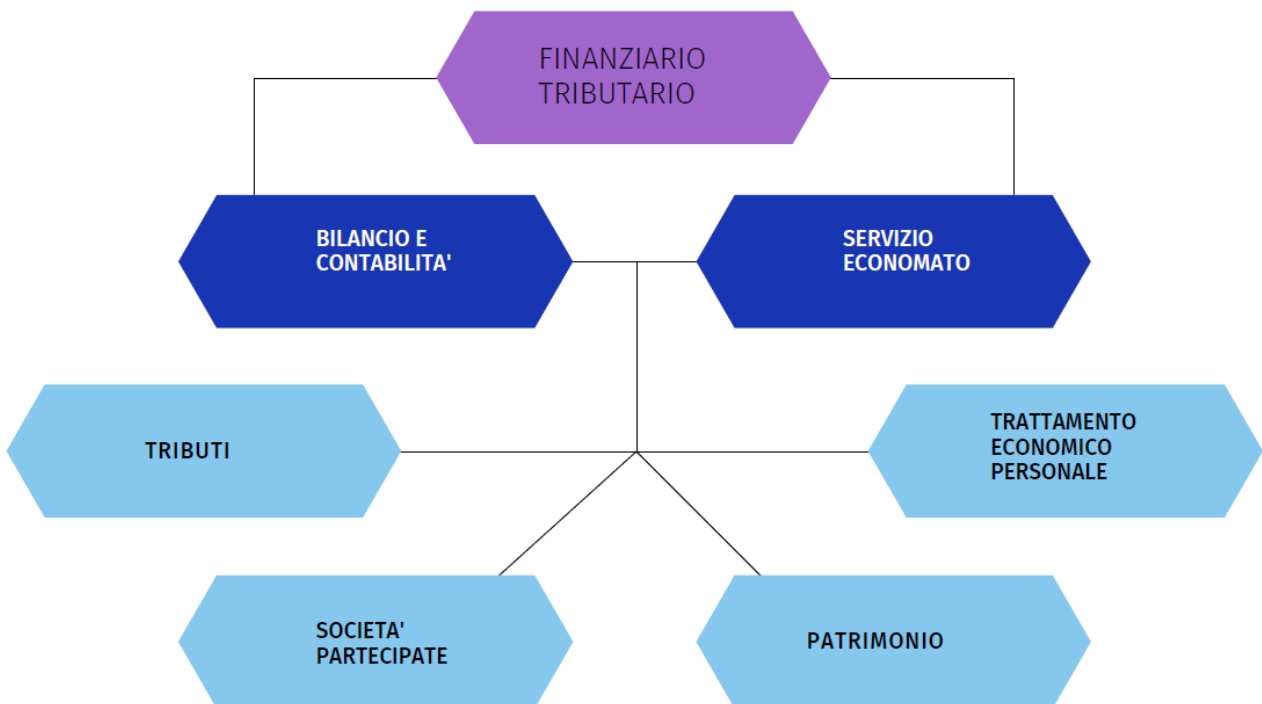 FINANZIARIO
TRIBUTARIO
BILANCIO E
CONTABILITA'
SERVIZIO
ECONOMATO
TRIBUTI
TRATTAMENTO
ECONOMICO
PERSONALE
SOCIETA'
PARTECIPATE
PATRIMONIO